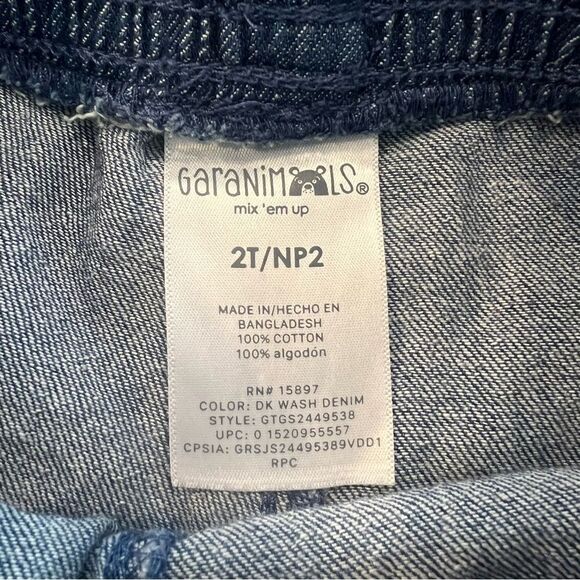 GaraNiMALS®
mix 'em up
2T/NP2
MADE IN/HECHO EN
BANGLADESH
100% COTTON
100% algodón
RN# 15897
COLOR: DK WASH DENIM
STYLE: GTGS2449538
UPC: 0 1520955557
CPSIA: GRSJS24495389VDD1
RPC